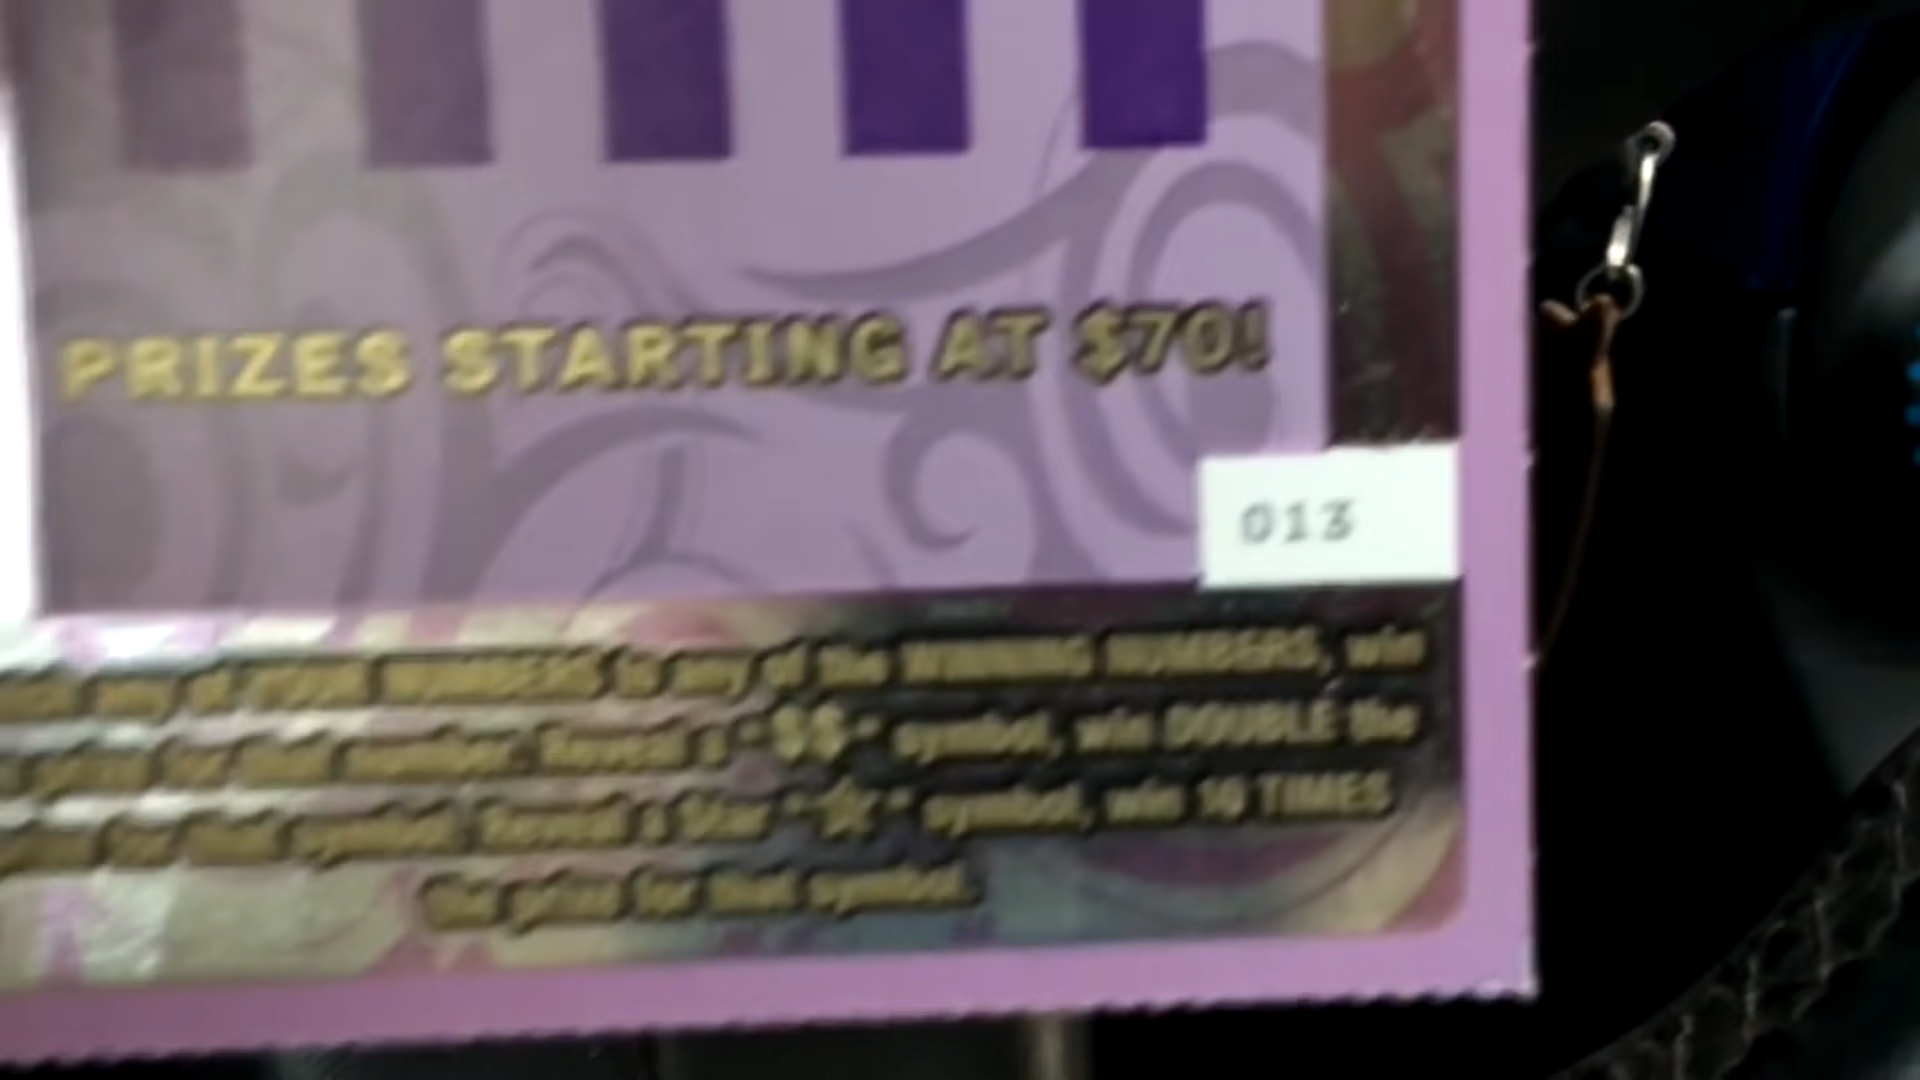 PRIZES STARTING AT $70!
013
any of YOUR NUMBERS to any of the WINNING NUMBERS, win
prize for that number. Reveal a "$$" symbol, win DOUBLE the
for that symbol. Reveal a Star "☆" symbol, win 10 TIMES
the prize for that symbol.